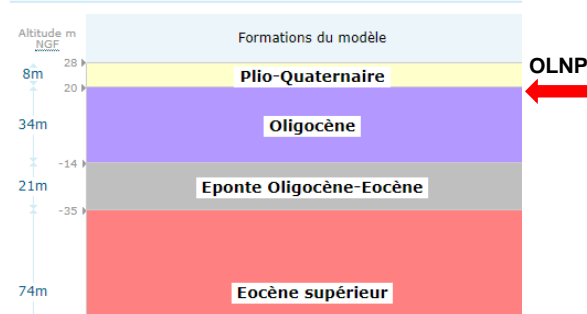 Altitude m
NGF
Formations du modèle
28
8m
Plio-Quaternaire
OLNP
20
34m
Oligocène
-14
21m
Eponte Oligocène-Eocène
-35
74m
Eocène supérieur